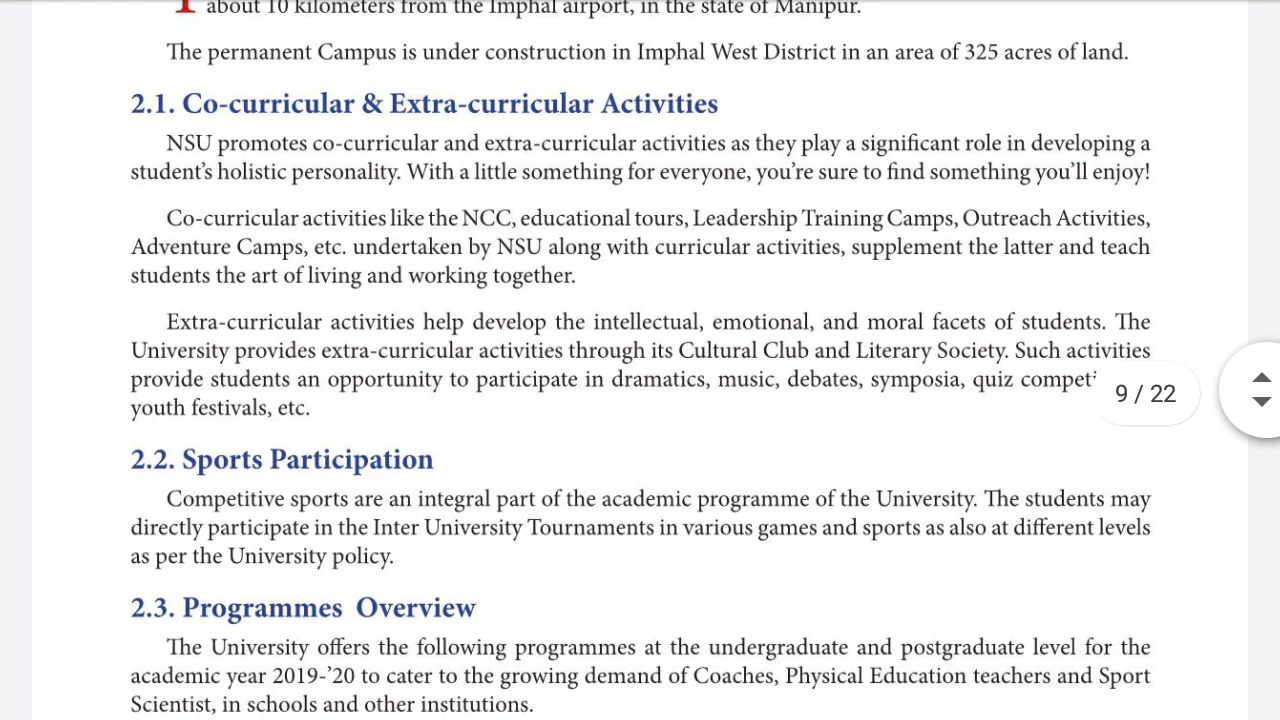 about 10 kilometers from the Imphal airport, in the state of Manipur.
The permanent Campus is under construction in Imphal West District in an area of 325 acres of land.
2.1. Co-curricular & Extra-curricular Activities
NSU promotes co-curricular and extra-curricular activities as they play a significant role in developing a
student's holistic personality. With a little something for everyone, you're sure to find something you'll enjoy!
Co-curricular activities like the NCC, educational tours, Leadership Training Camps, Outreach Activities,
Adventure Camps, etc. undertaken by NSU along with curricular activities, supplement the latter and teach
students the art of living and working together.
Extra-curricular activities help develop the intellectual, emotional, and moral facets of students. The
University provides extra-curricular activities through its Cultural Club and Literary Society. Such activities
provide students an opportunity to participate in dramatics, music, debates, symposia, quiz
9 / 22
youth festivals, etc.
2.2. Sports Participation
Competitive sports are an integral part of the academic programme of the University. The students may
directly participate in the Inter University Tournaments in various games and sports as also at different levels
as per the University policy.
2.3. Programmes Overview
The University offers the following programmes at the undergraduate and postgraduate level for the
academic year 2019-'20 to cater to the growing demand of Coaches, Physical Education teachers and Sport
Scientist, in schools and other institutions.